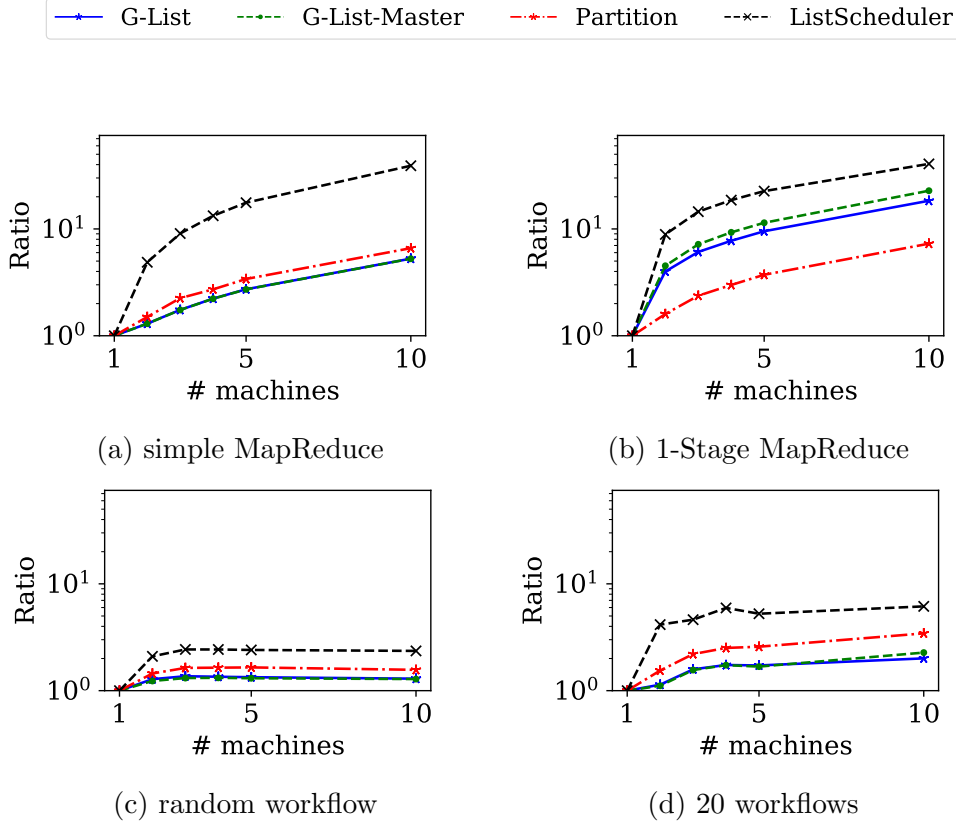 G-List G-List-Master Partition ListScheduler
Ratio
10^1
10^0
1 5 10
# machines
(a) simple MapReduce
Ratio
10^1
10^0
1 5 10
# machines
(b) 1-Stage MapReduce
Ratio
10^1
10^0
1 5 10
# machines
(c) random workflow
Ratio
10^1
10^0
1 5 10
# machines
(d) 20 workflows